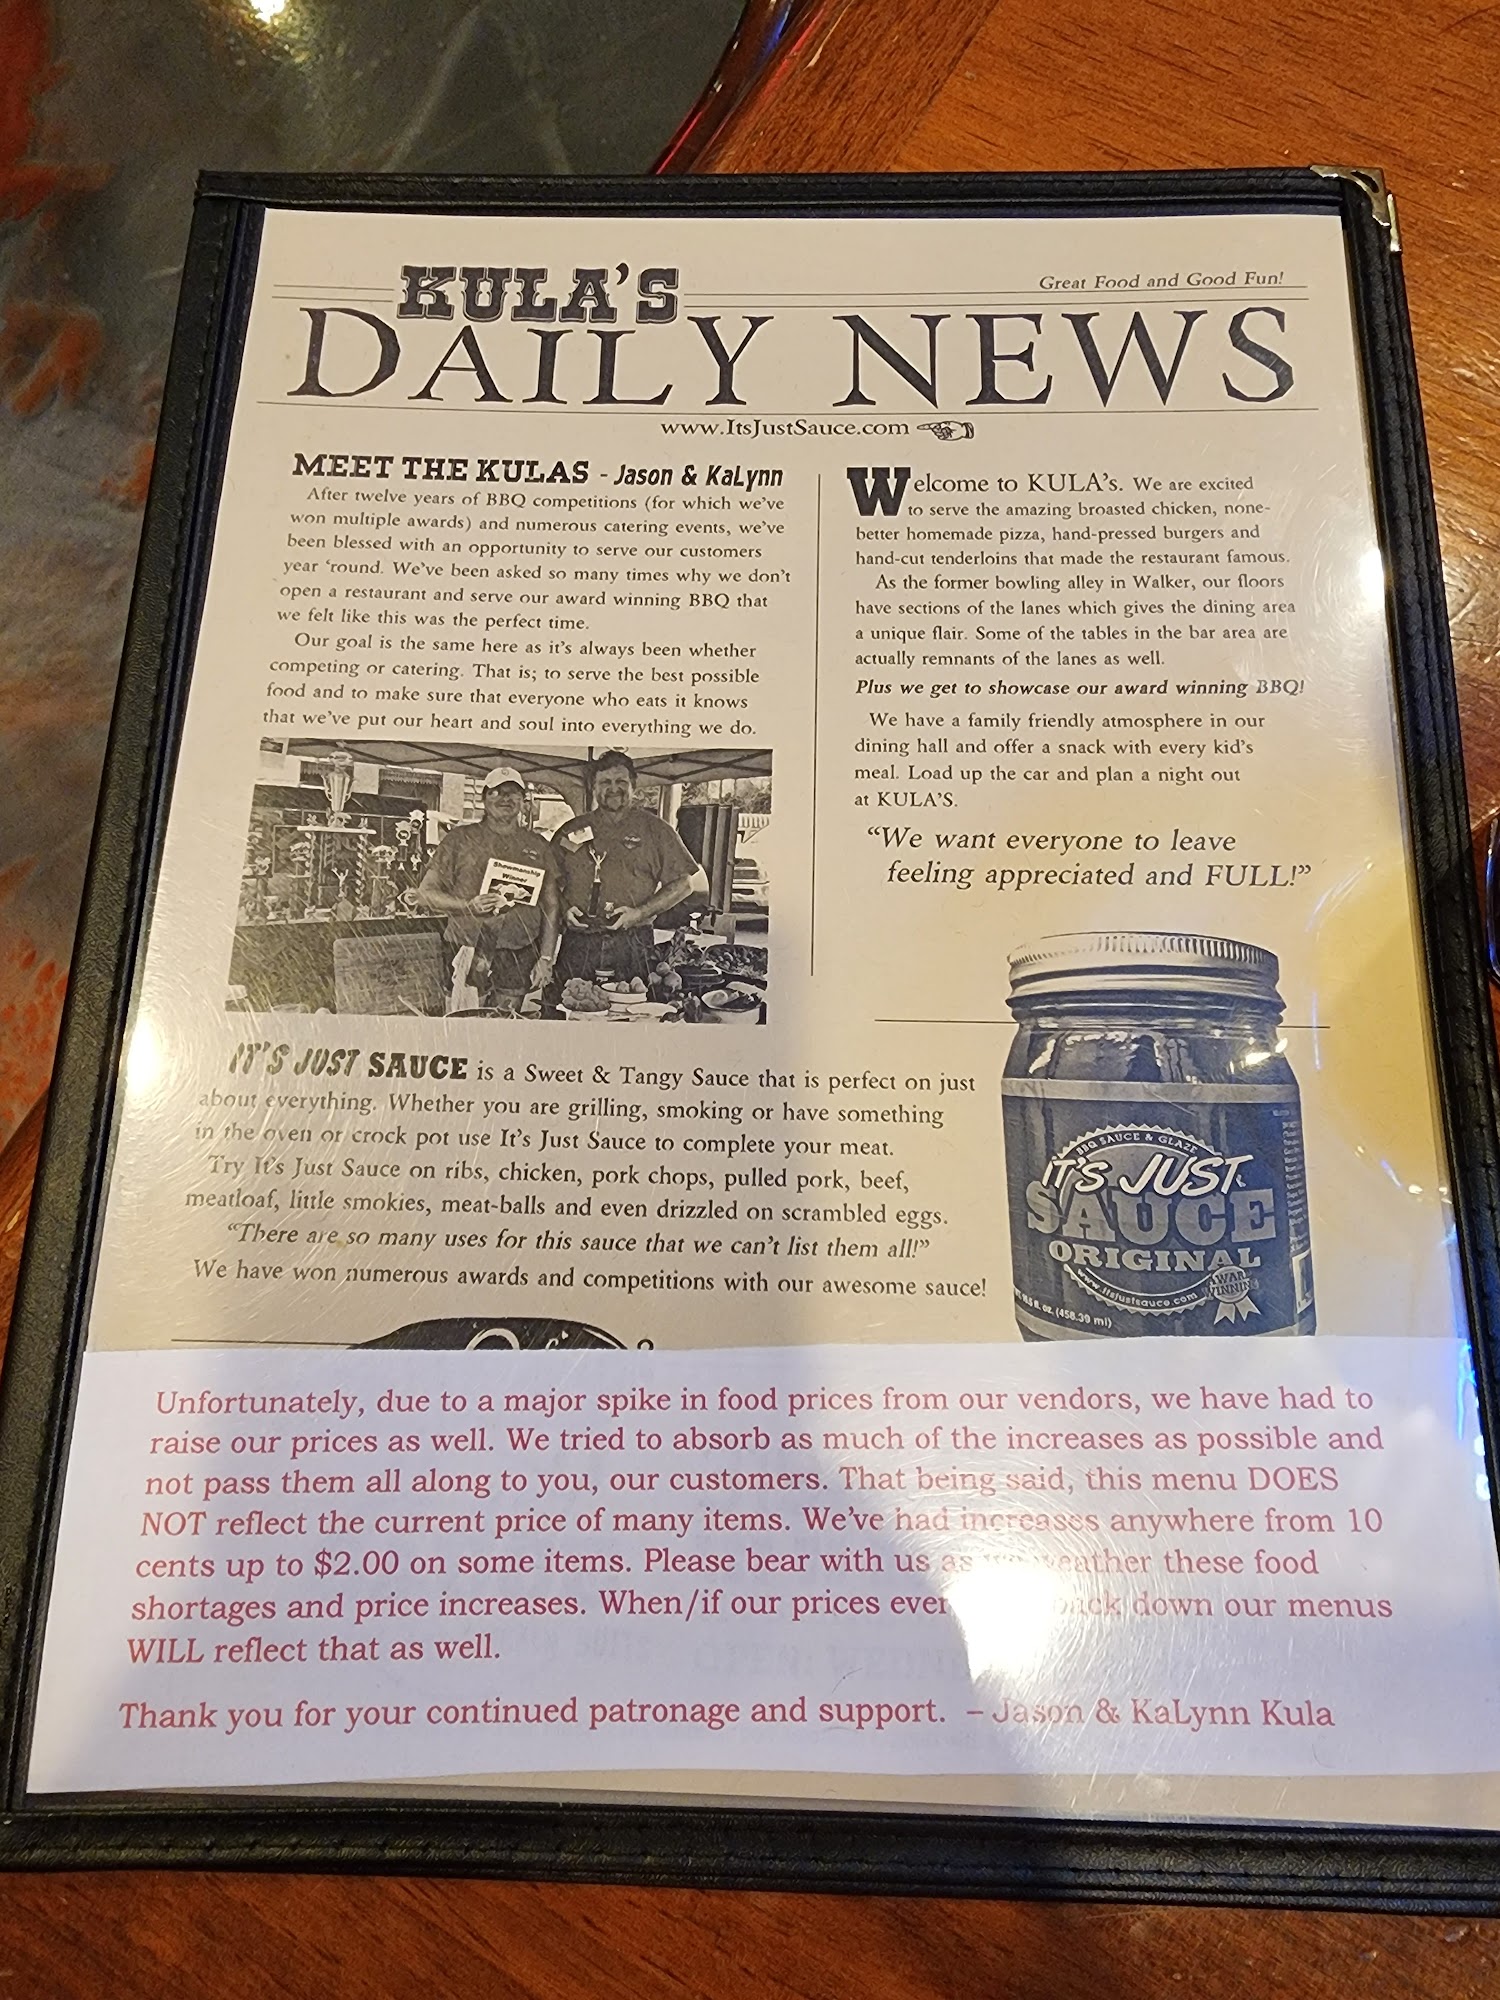 KULA'S
Great Food and Good Fun!
DAILY NEWS
www.ItsJustSauce.com
MEET THE KULAS - Jason & KaLynn
After twelve years of BBQ competitions (for which we've
won multiple awards) and numerous catering events, we've
been blessed with an opportunity to serve our customers
year 'round. We've been asked so many times why we don't
open a restaurant and serve our award winning BBQ that
we felt like this was the perfect time.
Our goal is the same here as it's always been whether
competing or catering. That is; to serve the best possible
food and to make sure that everyone who eats it knows
that we've put our heart and soul into everything we do.
Showmanship
Winner
Welcome to KULA's. We are excited
to serve the amazing broasted chicken, none-
better homemade pizza, hand-pressed burgers and
hand-cut tenderloins that made the restaurant famous.
As the former bowling alley in Walker, our floors
have sections of the lanes which gives the dining area
a unique flair. Some of the tables in the bar area are
actually remnants of the lanes as well.
Plus we get to showcase our award winning BBQ!
We have a family friendly atmosphere in our
dining hall and offer a snack with every kid's
meal. Load up the car and plan a night out
at KULA'S.
"We want everyone to leave
feeling appreciated and FULL!"
IT'S JUST SAUCE is a Sweet & Tangy Sauce that is perfect on just
about everything. Whether you are grilling, smoking or have something
in the oven or crock pot use It's Just Sauce to complete your meat.
Try It's Just Sauce on ribs, chicken, pork chops, pulled pork, beef,
meatloaf, little smokies, meat-balls and even drizzled on scrambled eggs.
"There are so many uses for this sauce that we can't list them all!"
We have won numerous awards and competitions with our awesome sauce!
BBQ SAUCE & GLAZE
IT'S JUST
SAUCE
ORIGINAL
www.itsjustsauce.com
AWARD
WINNING
fl. oz. (458.39 ml)
Unfortunately, due to a major spike in food prices from our vendors, we have had to
raise our prices as well. We tried to absorb as much of the increases as possible and
not pass them all along to you, our customers. That being said, this menu DOES
NOT reflect the current price of many items. We've had increases anywhere from 10
cents up to $2.00 on some items. Please bear with us as we weather these food
shortages and price increases. When/if our prices ever back down our menus
WILL reflect that as well.
Thank you for your continued patronage and support. – Jason & KaLynn Kula